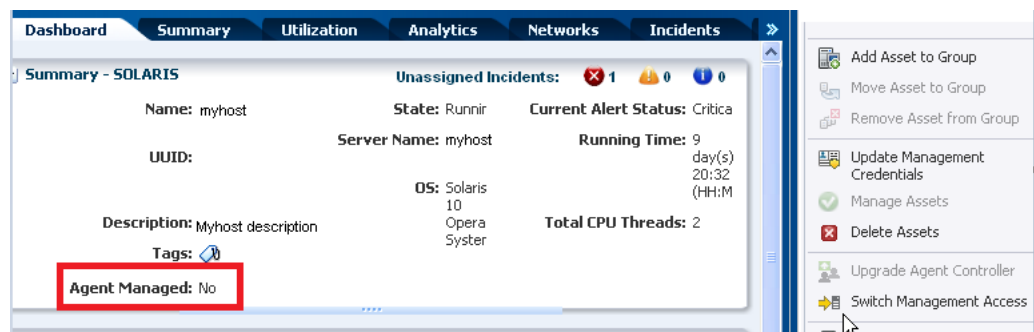 Dashboard Summary Utilization Analytics Networks Incidents »
Summary - SOLARIS Unassigned Incidents: 1 0 0
Name: myhost State: Runnir Current Alert Status: Critica
UUID: Server Name: myhost Running Time: 9
day(s)
20:32
(HH:M
OS: Solaris
10
Opera
Syster
Description: Myhost description Total CPU Threads: 2
Tags:
Agent Managed: No
Add Asset to Group
Move Asset to Group
Remove Asset from Group
Update Management
Credentials
Manage Assets
Delete Assets
Upgrade Agent Controller
Switch Management Access